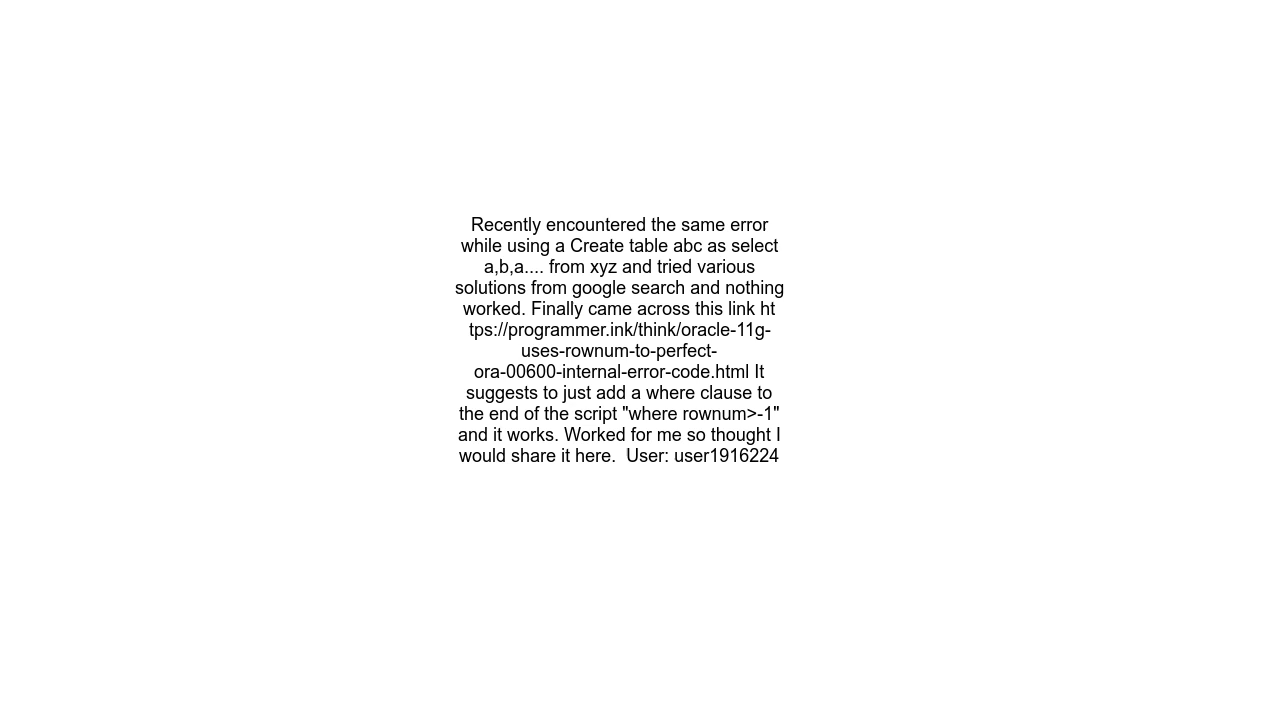 Recently encountered the same error
while using a Create table abc as select
a,b,a.... from xyz and tried various
solutions from google search and nothing
worked. Finally came across this link ht
tps://programmer.ink/think/oracle-11g-
uses-rownum-to-perfect-
ora-00600-internal-error-code.html It
suggests to just add a where clause to
the end of the script "where rownum>-1"
and it works. Worked for me so thought I
would share it here.  User: user1916224